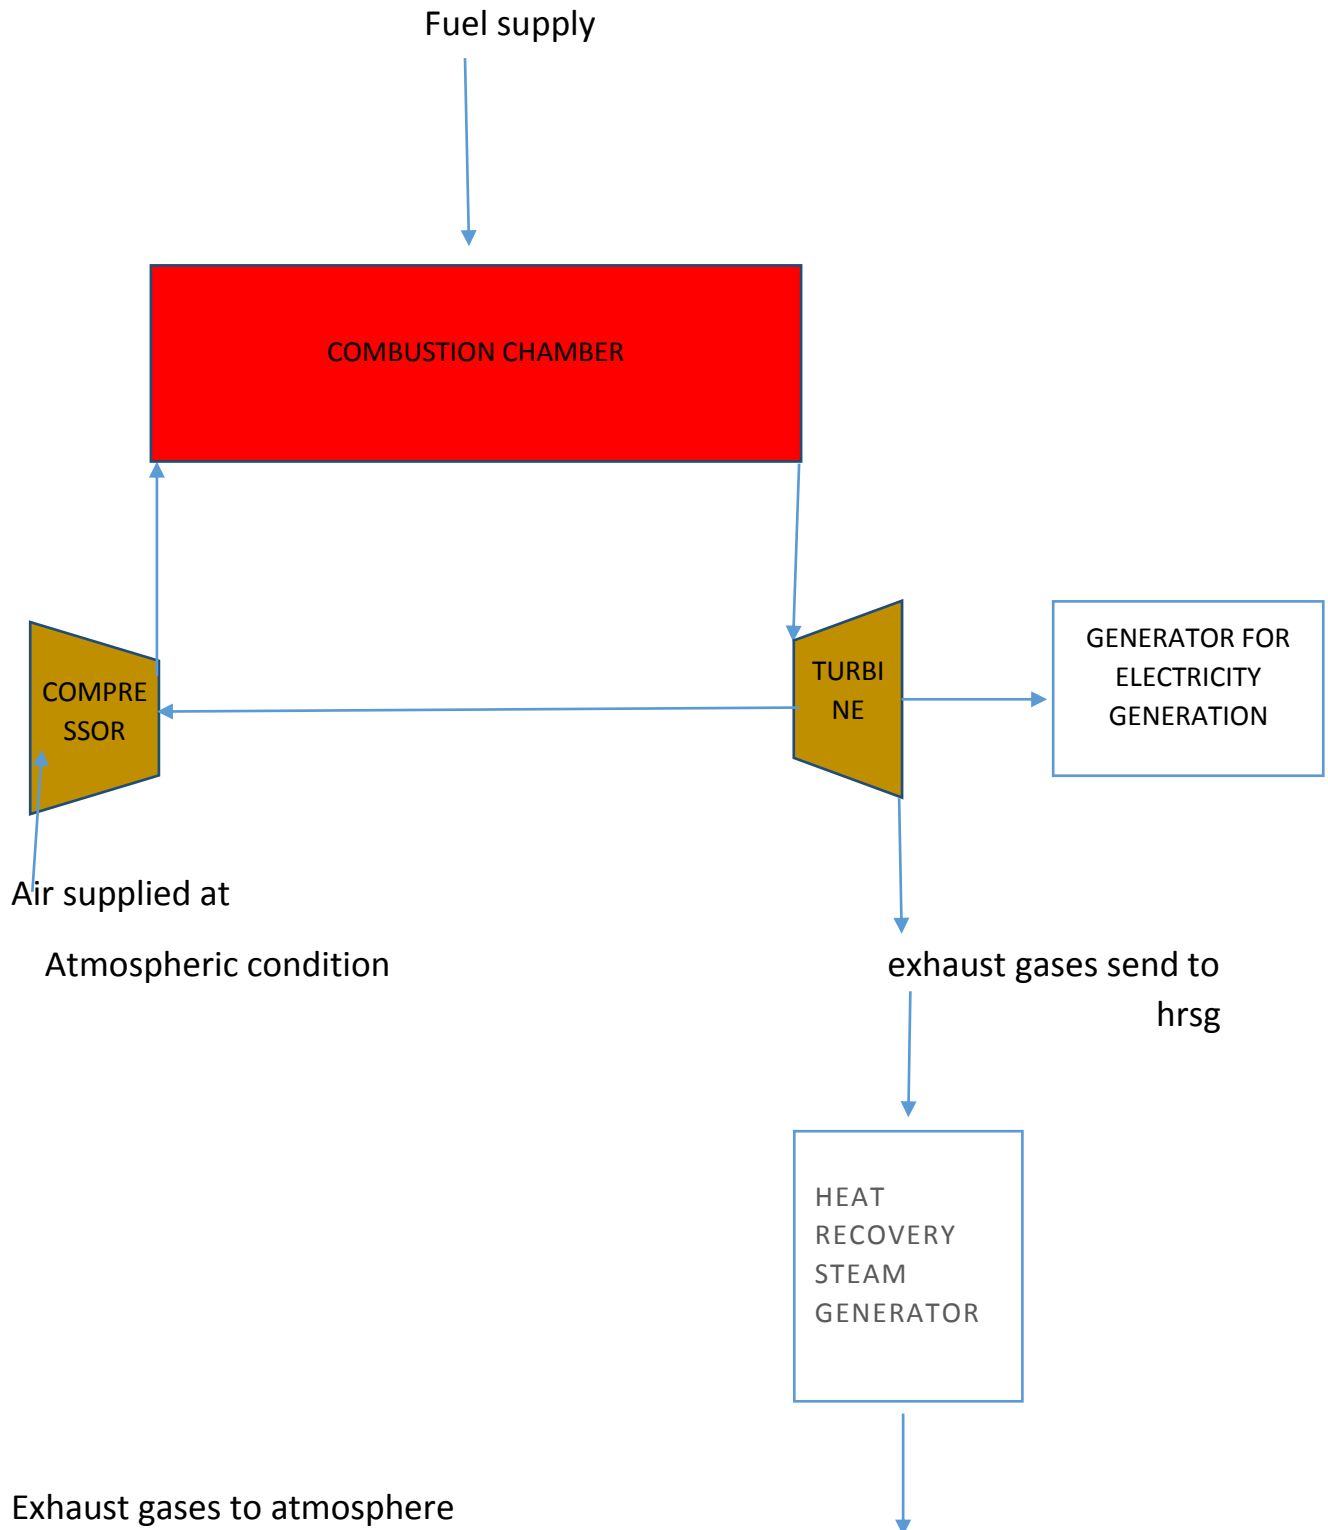 Fuel supply
COMBUSTION CHAMBER
COMPRE
SSOR
TURBI
NE
GENERATOR FOR
ELECTRICITY
GENERATION
Air supplied at
Atmospheric condition
exhaust gases send to
hrsg
HEAT
RECOVERY
STEAM
GENERATOR
Exhaust gases to atmosphere